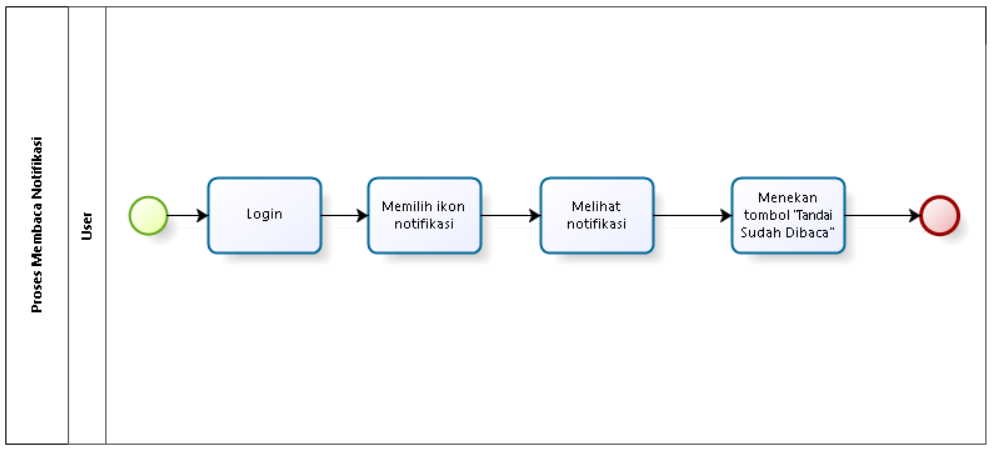 Proses Membaca Notifikasi
User
Login
Memilih ikon
notifikasi
Melihat
notifikasi
Menekan
tombol "Tandai
Sudah Dibaca"